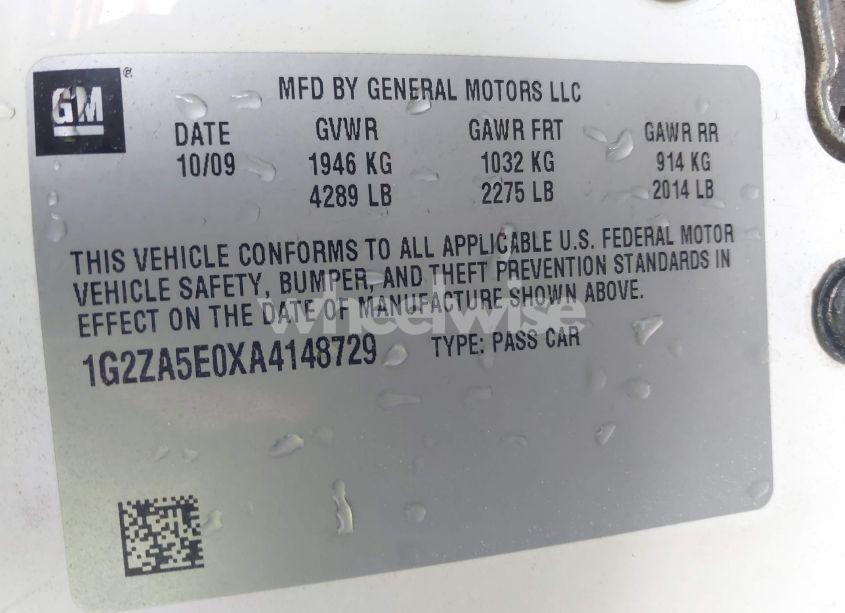 GM®
MFD BY GENERAL MOTORS LLC
DATE GVWR GAWR FRT GAWR RR
10/09 1946 KG 1032 KG 914 KG
4289 LB 2275 LB 2014 LB
THIS VEHICLE CONFORMS TO ALL APPLICABLE U.S. FEDERAL MOTOR
VEHICLE SAFETY, BUMPER, AND THEFT PREVENTION STANDARDS IN
EFFECT ON THE DATE OF MANUFACTURE SHOWN ABOVE.
wheelwise
1G2ZA5E0XA4148729 TYPE: PASS CAR